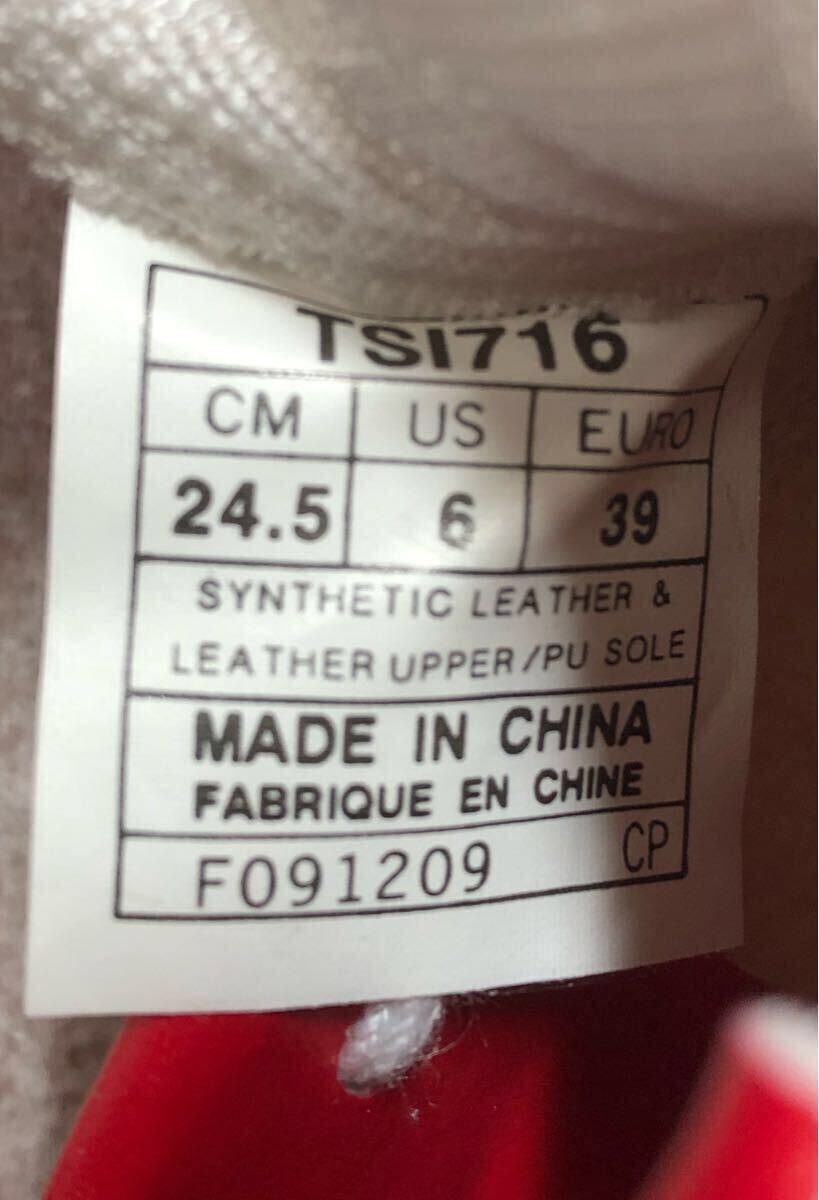 TSI716
CM US EURO
24.5 6 39
SYNTHETIC LEATHER &
LEATHER UPPER/PU SOLE
MADE IN CHINA
FABRIQUE EN CHINE
F091209 CP